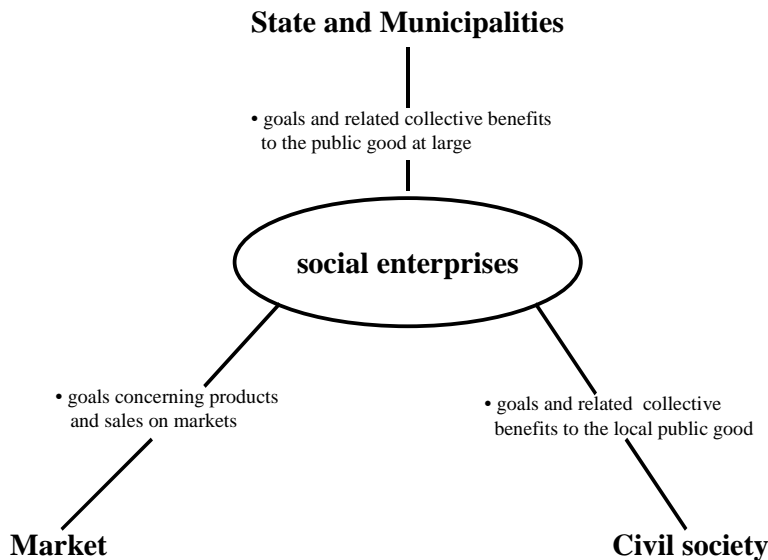 State and Municipalities
• goals and related collective benefits
to the public good at large
social enterprises
• goals concerning products
and sales on markets
• goals and related collective
benefits to the local public good
Market
Civil society